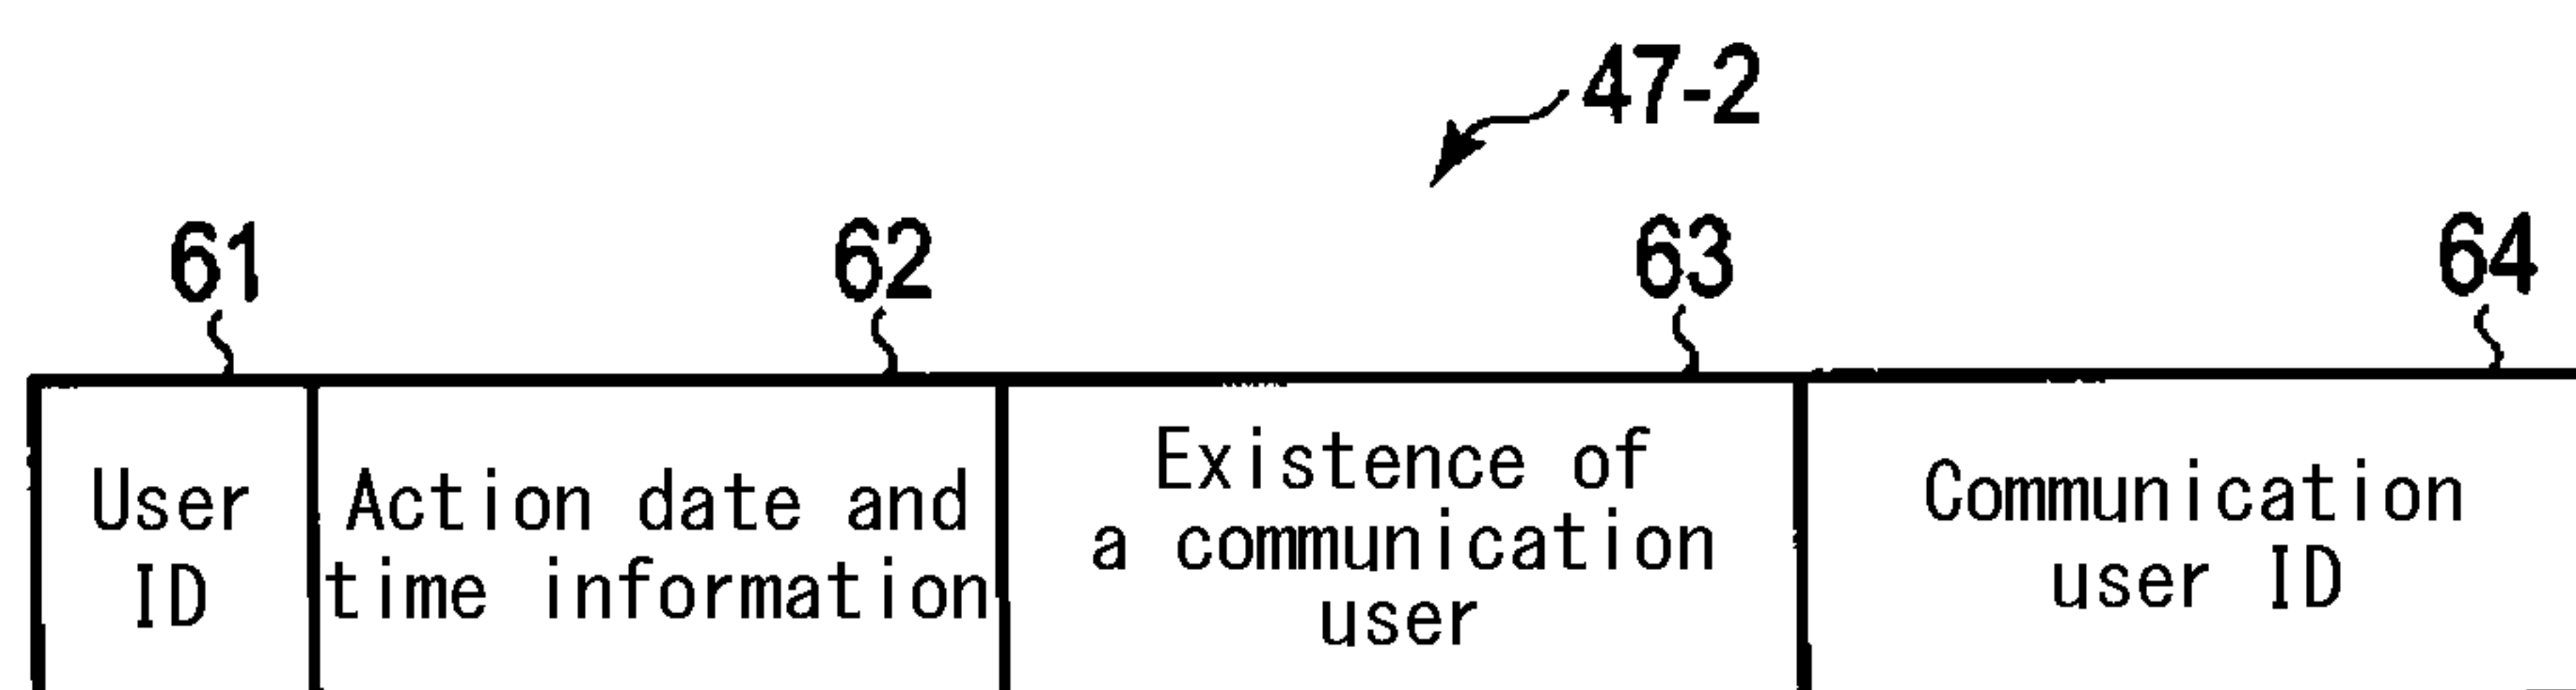 47-2
61
62
63
64
User
ID
Action date and
time information
Existence of
a communication
user
Communication
user ID